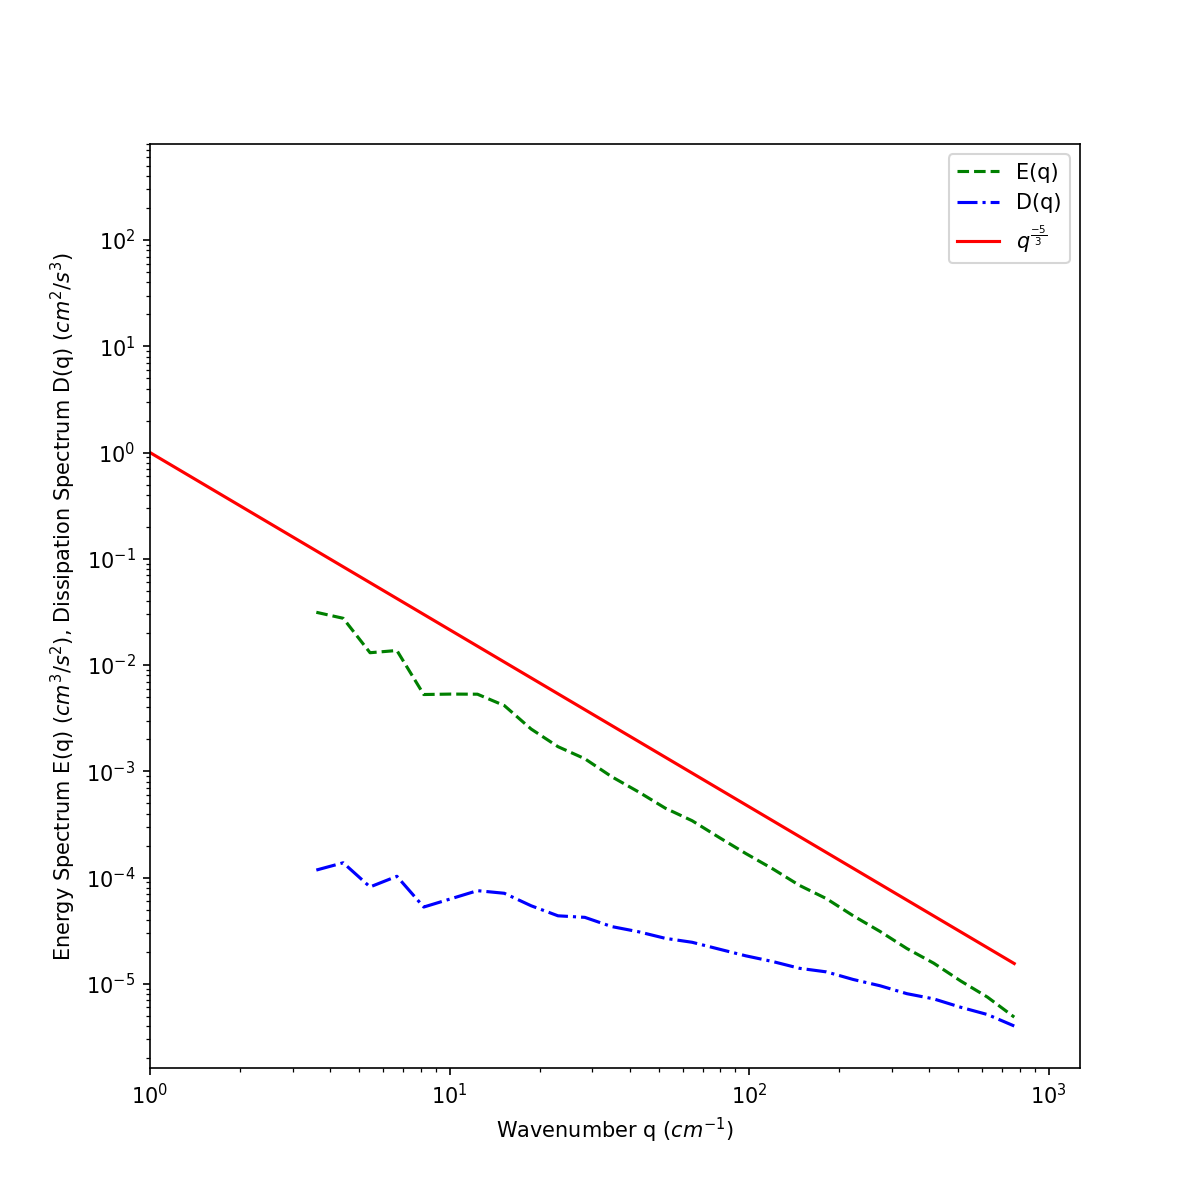 E(q)
D(q)
$q^{\frac{-5}{3}}$
Energy Spectrum E(q) ($cm^3/s^2$), Dissipation Spectrum D(q) ($cm^2/s^3$)
$10^2$
$10^1$
$10^0$
$10^{-1}$
$10^{-2}$
$10^{-3}$
$10^{-4}$
$10^{-5}$
$10^0$ $10^1$ $10^2$ $10^3$
Wavenumber q ($cm^{-1}$)